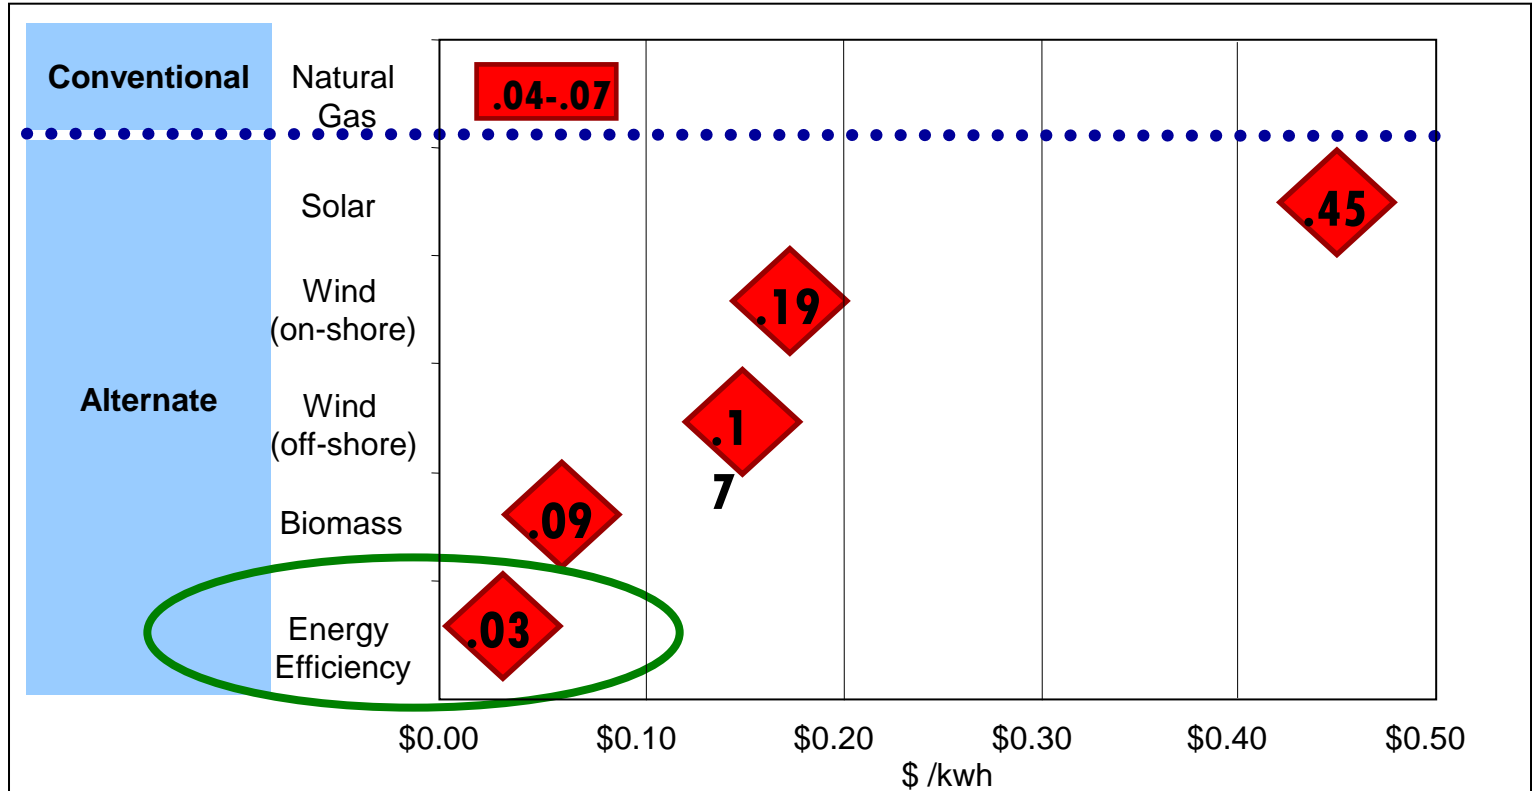 Conventional
Natural
Gas
.04-.07
Solar
.45
Wind
(on-shore)
.19
Alternate
Wind
(off-shore)
.1
7
Biomass
.09
Energy
Efficiency
.03
$0.00 $0.10 $0.20 $0.30 $0.40 $0.50
$ /kwh